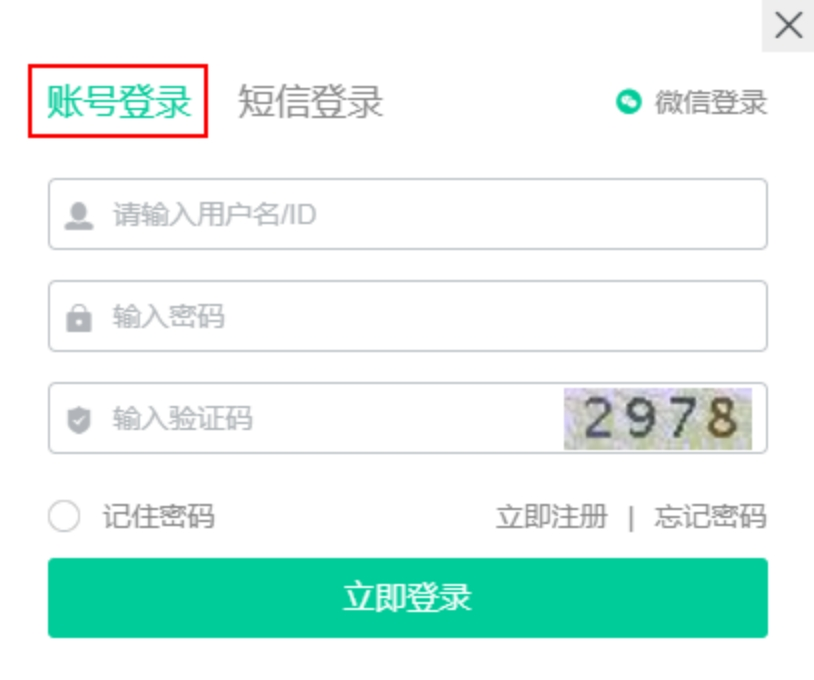 账号登录 短信登录 微信登录
请输入用户名/ID
输入密码
输入验证码 2978
记住密码 立即注册 | 忘记密码
立即登录